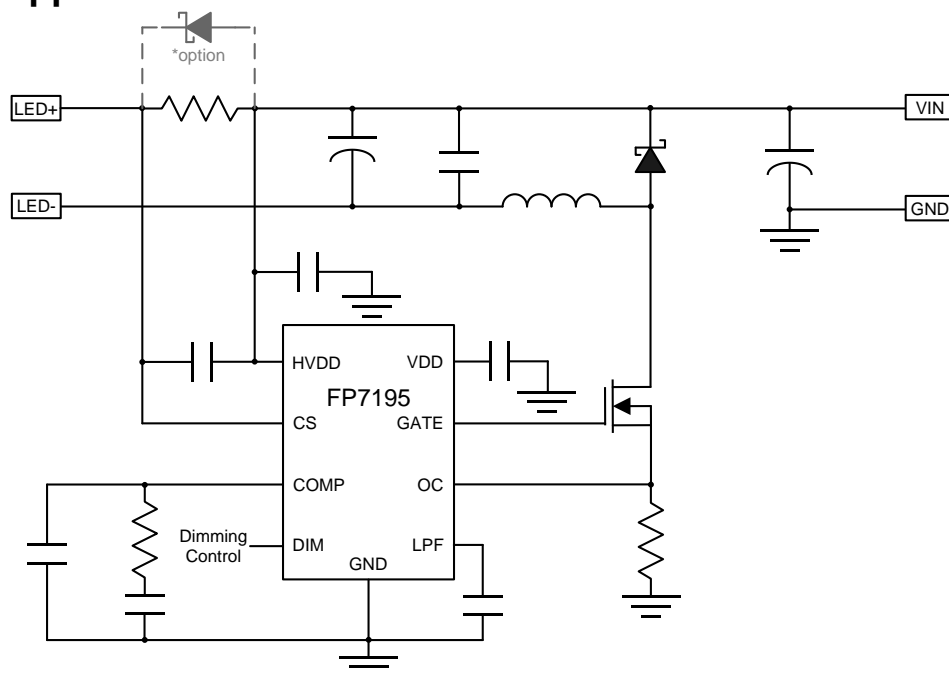 *option
LED+
VIN
LED-
GND
HVDD
VDD
FP7195
CS
GATE
COMP
OC
Dimming
Control
DIM
LPF
GND